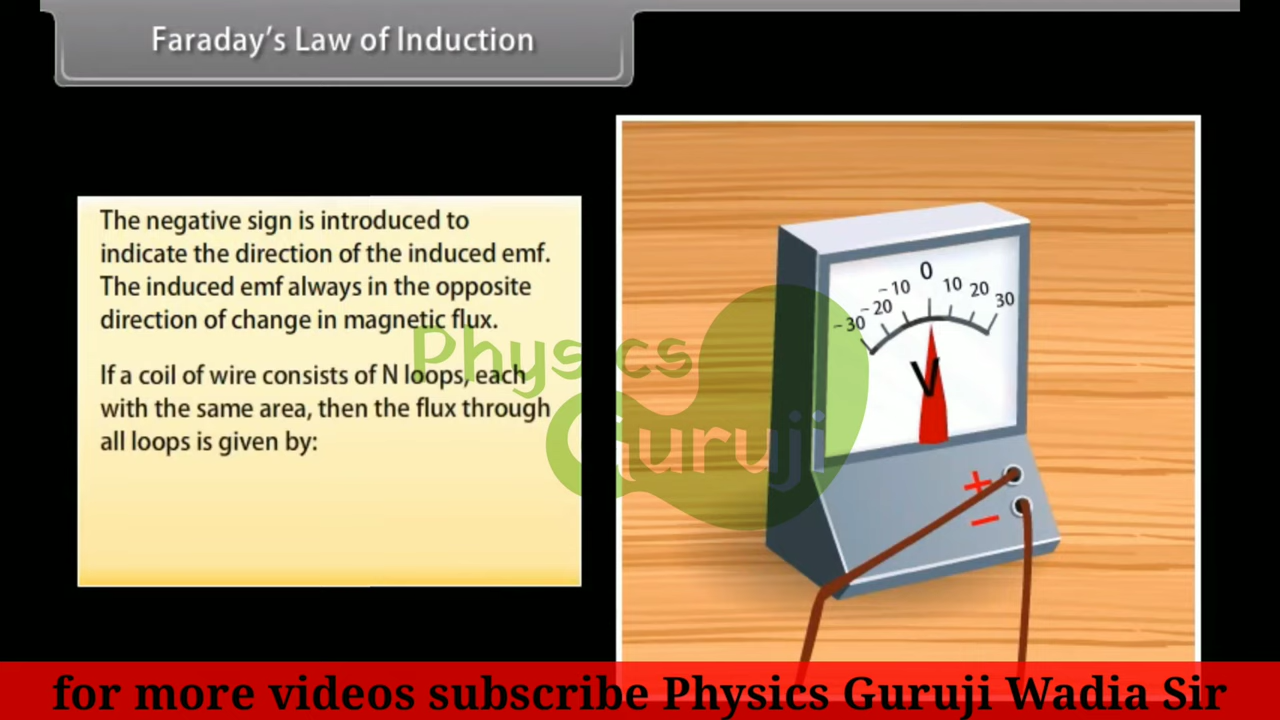 Faraday's Law of Induction
The negative sign is introduced to
indicate the direction of the induced emf.
The induced emf always in the opposite
direction of change in magnetic flux.
If a coil of wire consists of N loops, each
with the same area, then the flux through
all loops is given by:
Physics
Guruji
0
-10 10
-20 20
-30 30
V
+
-
for more videos subscribe Physics Guruji Wadia Sir